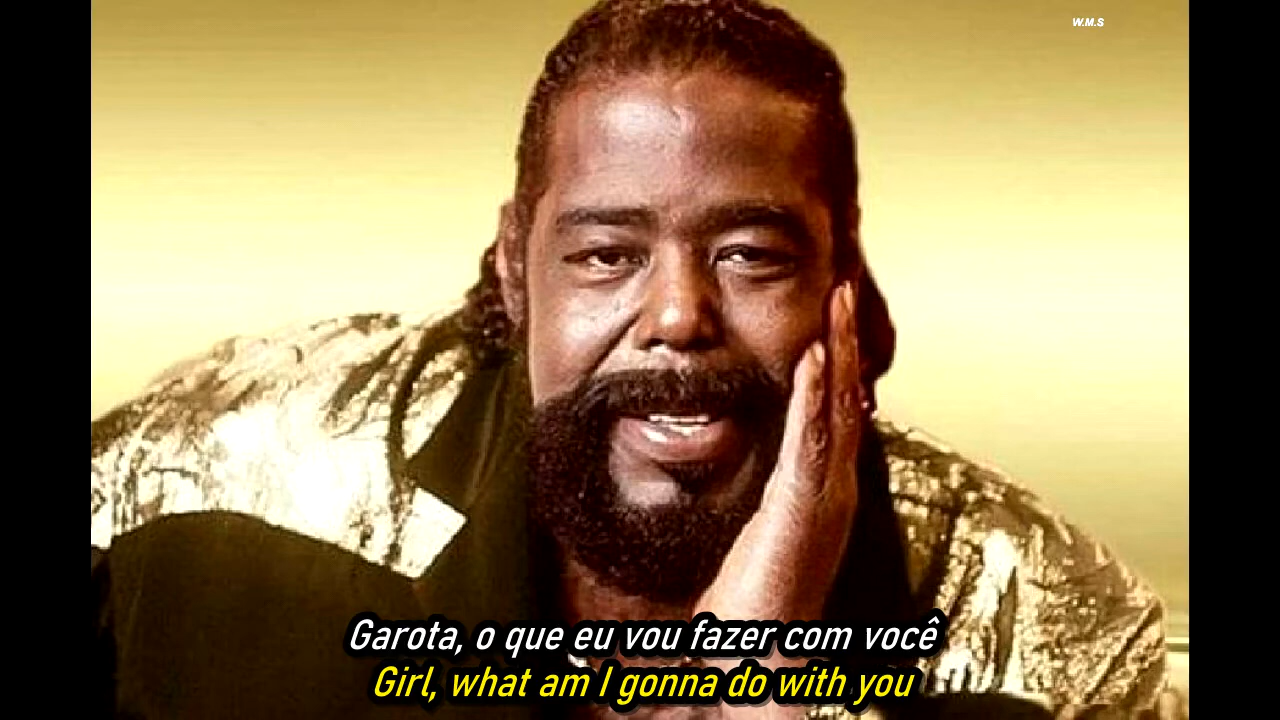 W.M.S
Garota, o que eu vou fazer com você
Girl, what am I gonna do with you